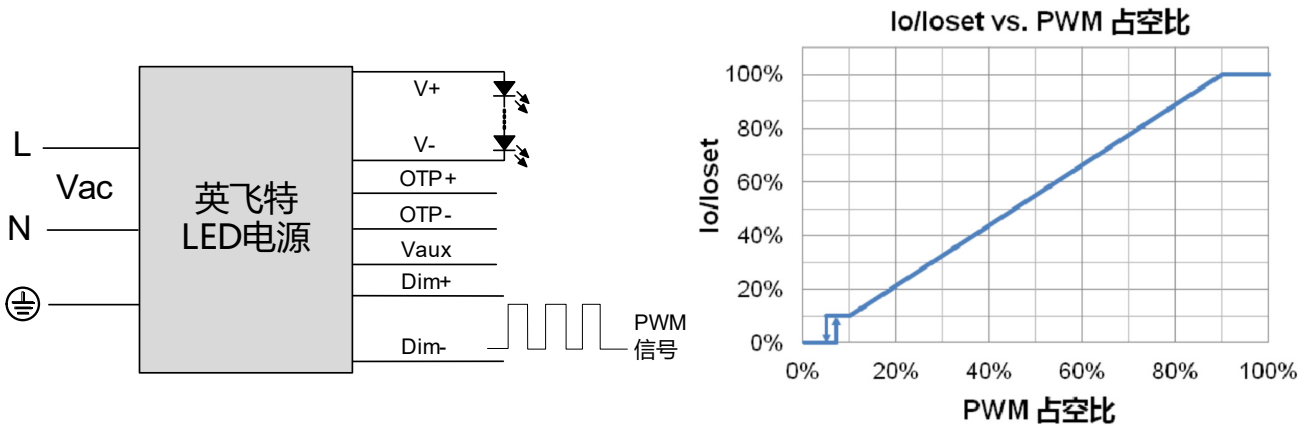 L
Vac
N
英飞特
LED电源
V+
V-
OTP+
OTP-
Vaux
Dim+
Dim-
PWM
信号
Io/Ioset vs. PWM 占空比
Io/Ioset
100%
80%
60%
40%
20%
0%
0% 20% 40% 60% 80% 100%
PWM 占空比